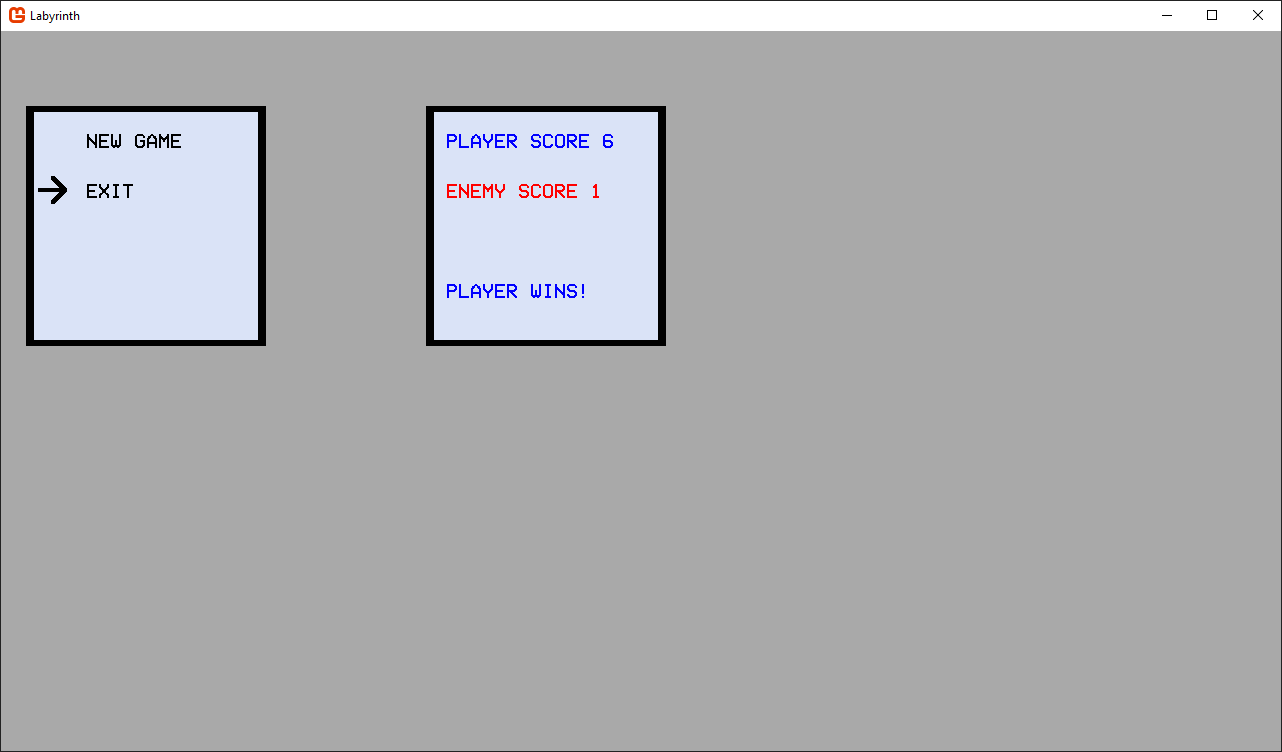 Labyrinth
NEW GAME
EXIT
PLAYER SCORE 6
ENEMY SCORE 1
PLAYER WINS!